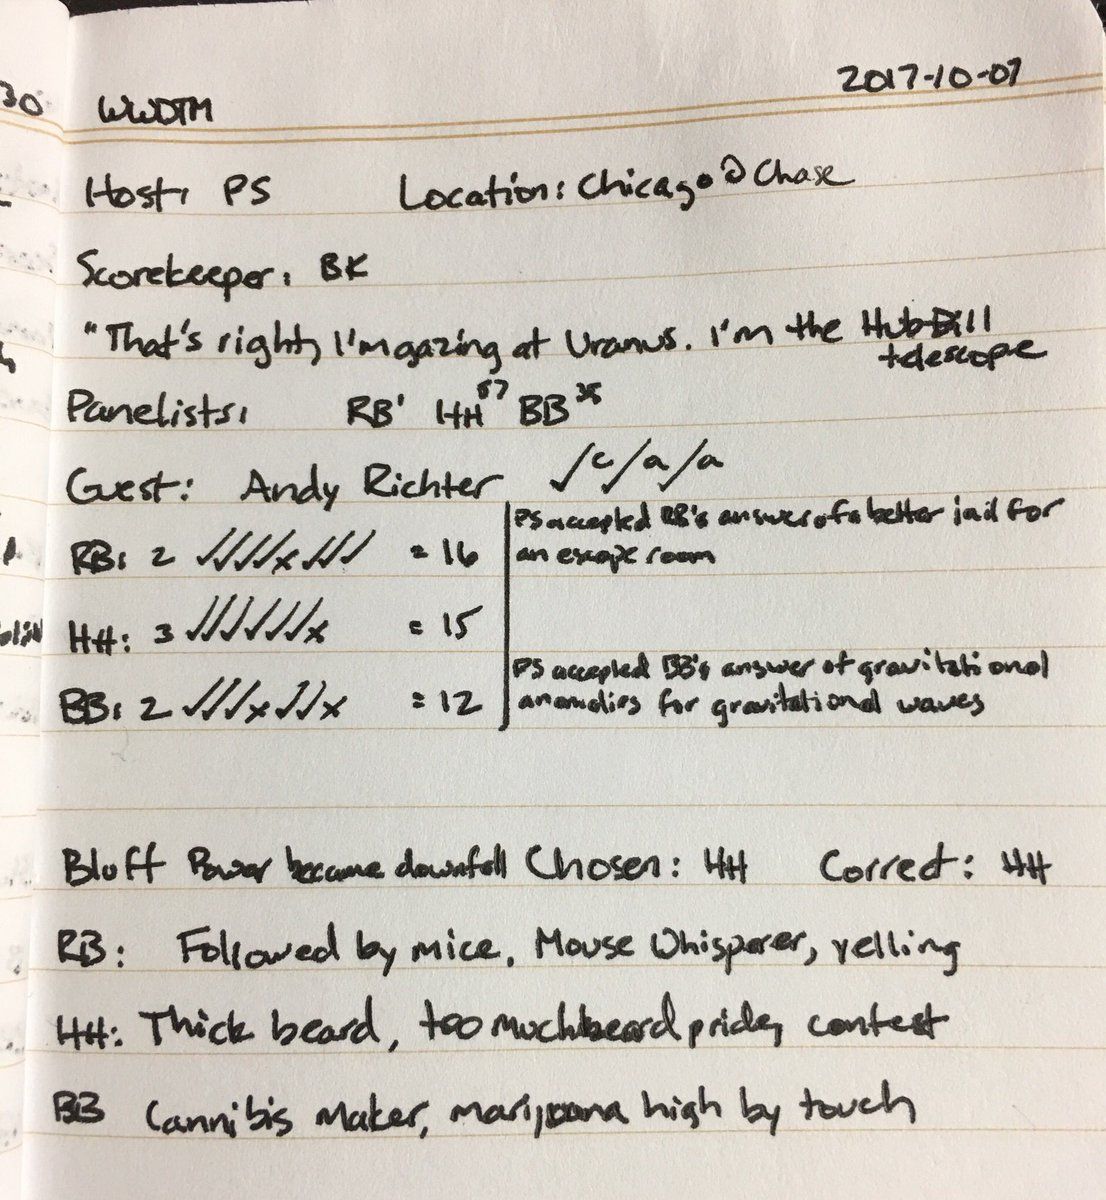 30
WWDTM
2017-10-07
Host: PS Location: Chicago @ Chase
Scorekeeper: BK
"That's right, I'm gazing at Uranus. I'm the Hub-Bill
telescope
Panelists: RB' HH 57 BB 35
Guest: Andy Richter ✓c/a/a
RB: 2 ✓✓✓✓x✓✓✓ = 16
PS accepted RB's answer of a better jail for
an escape room
HH: 3 ✓✓✓✓✓✓x = 15
BB: 2 ✓✓✓x✓✓x = 12
PS accepted BB's answer of gravitational
anomolies for gravitational waves
Bluff Power became downfall Chosen: HH Correct: HH
RB: Followed by mice, Mouse Whisperer, yelling
HH: Thick beard, too much beard pride, contest
BB Cannibis Maker, marijuana high by touch